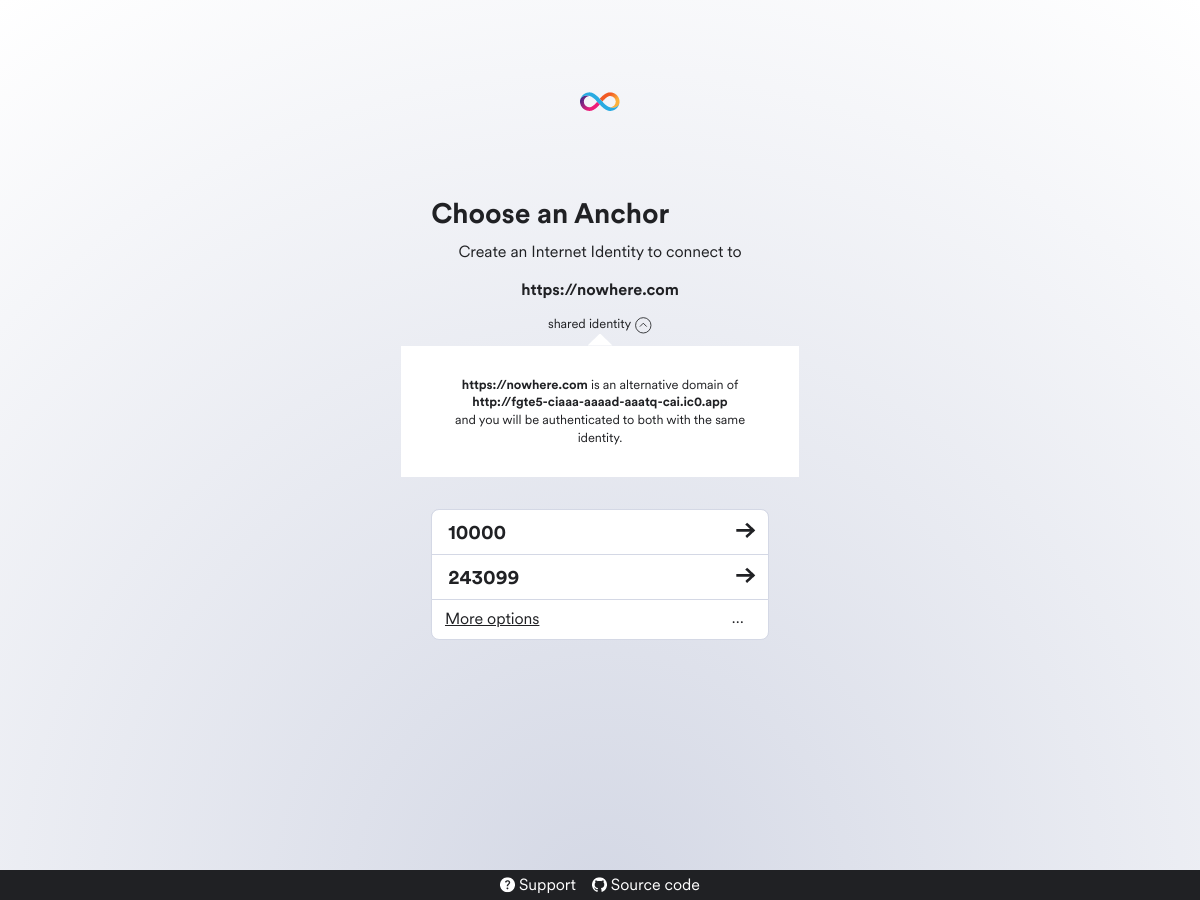 Choose an Anchor
Create an Internet Identity to connect to
https://nowhere.com
shared identity
https://nowhere.com is an alternative domain of
http://fgte5-ciaaa-aaaad-aaatq-cai.ic0.app
and you will be authenticated to both with the same
identity.
10000
243099
More options ...
Support Source code